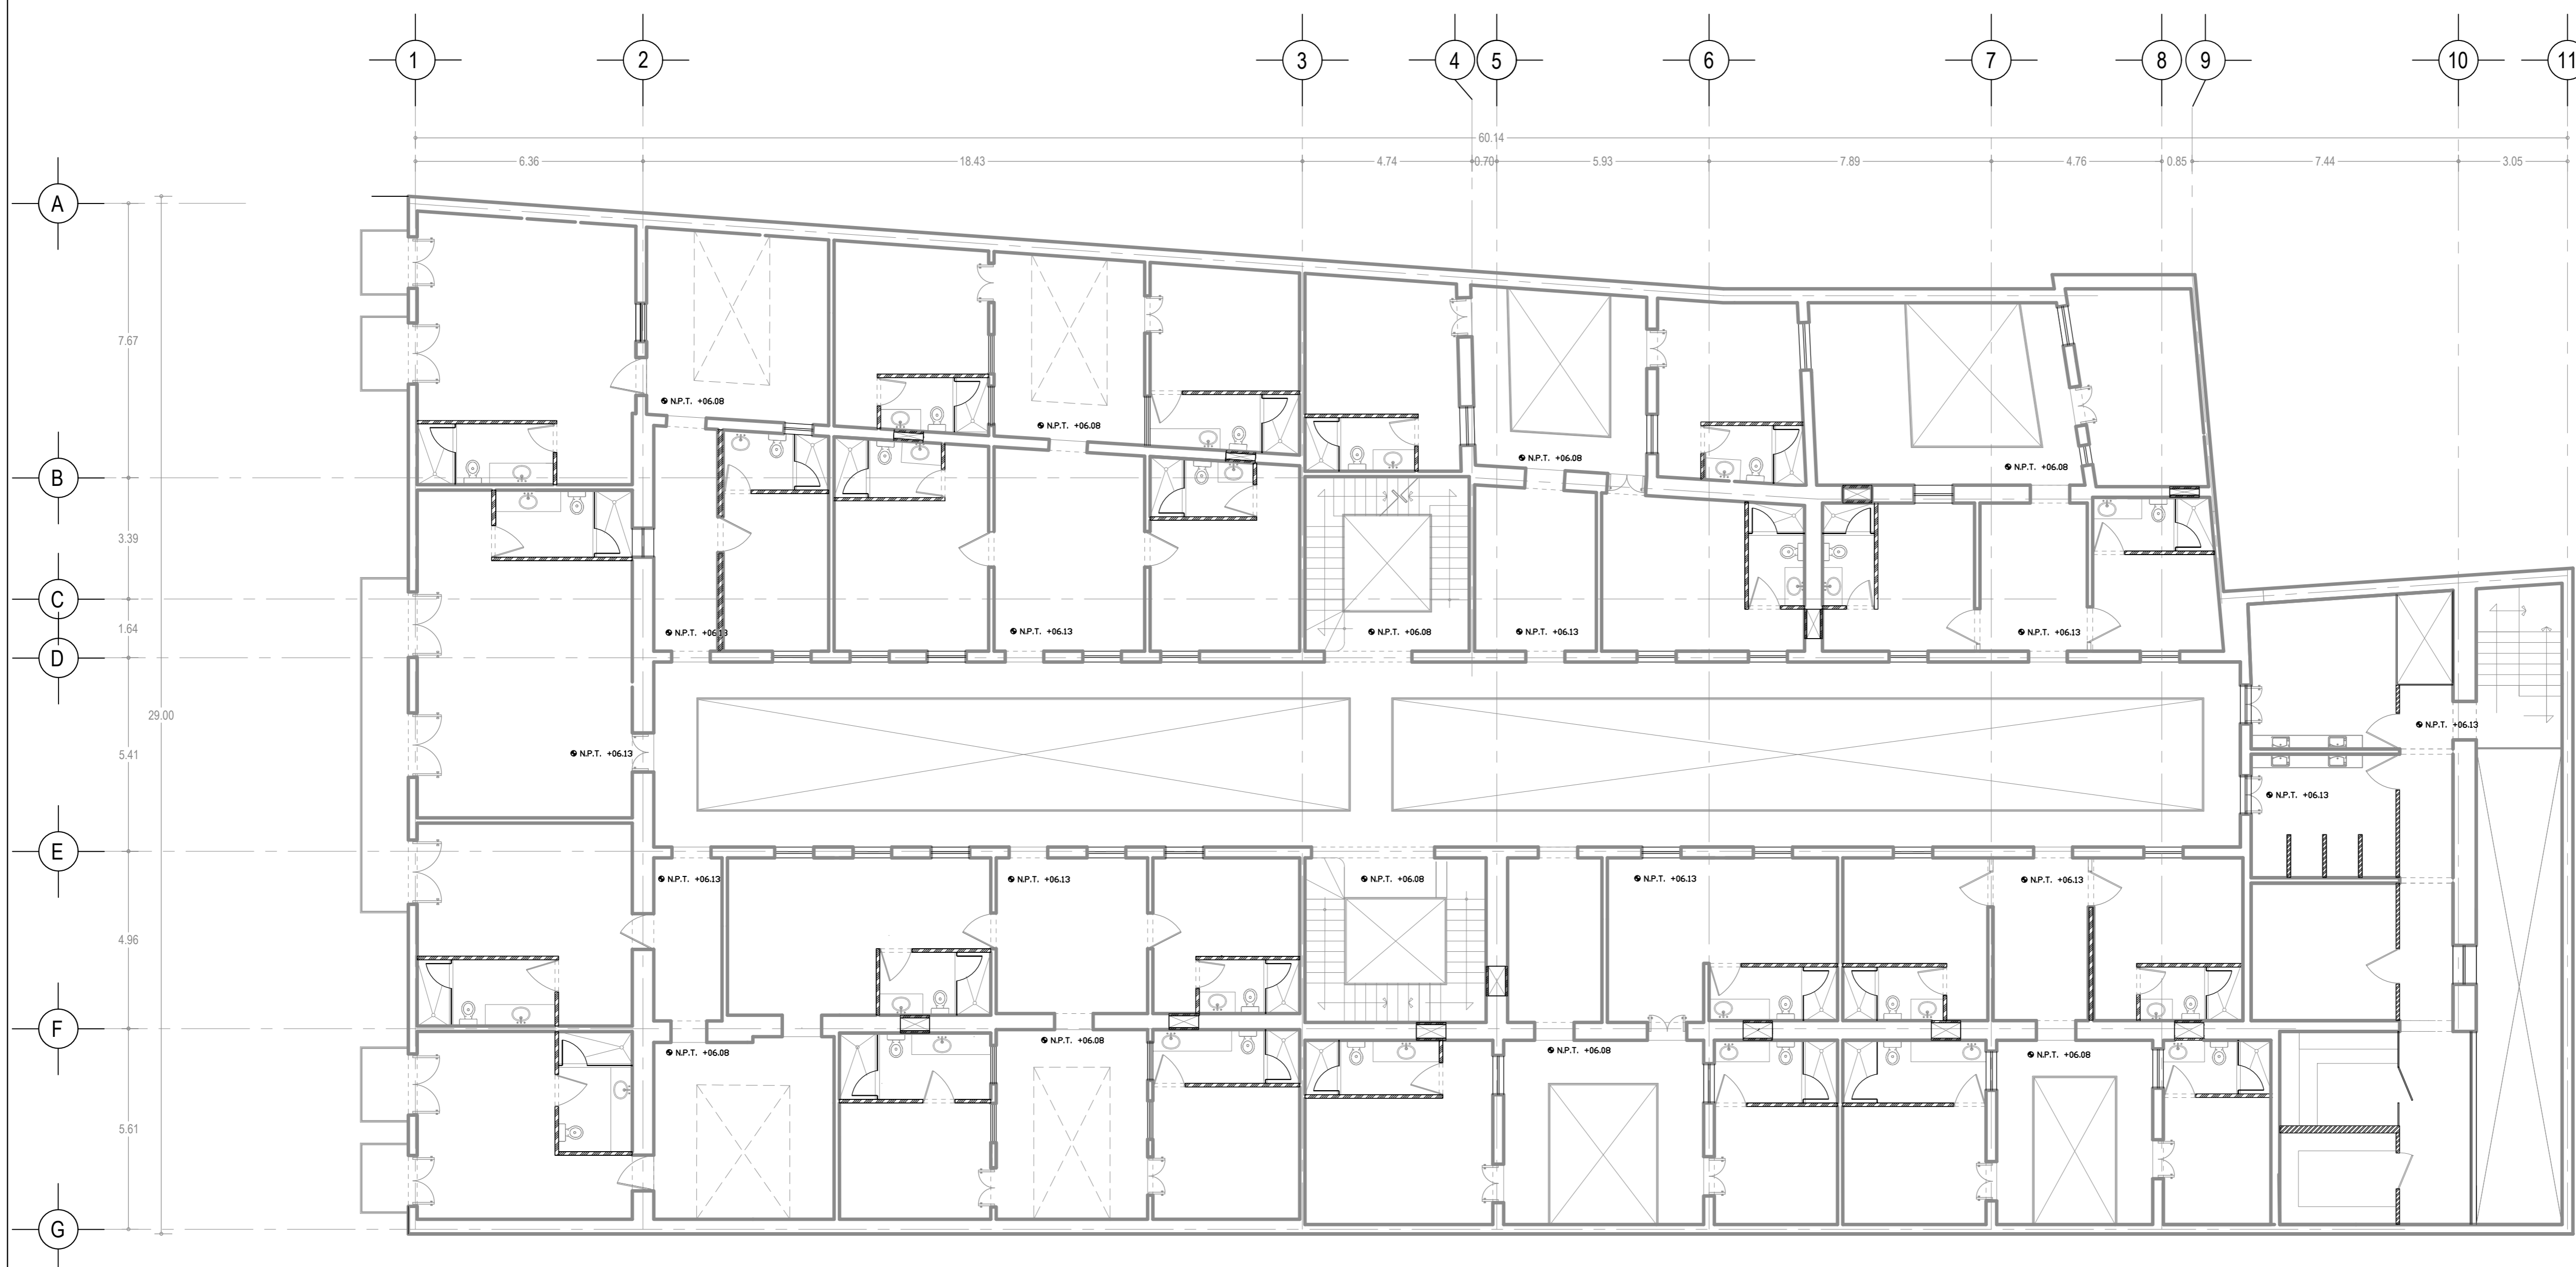 1 2 3 4 5 6 7 8 9 10 11
60.14
6.36 18.43 4.74 0.70 5.93 7.89 4.76 0.85 7.44 3.05
A
7.67
N.P.T. +06.08
N.P.T. +06.08
N.P.T. +06.08
N.P.T. +06.08
B
3.39
C
1.64
N.P.T. +06.13
N.P.T. +06.13
N.P.T. +06.08
N.P.T. +06.13
N.P.T. +06.13
D
29.00
5.41
N.P.T. +06.13
N.P.T. +06.13
N.P.T. +06.13
E
N.P.T. +06.13
N.P.T. +06.13
N.P.T. +06.08
N.P.T. +06.13
N.P.T. +06.13
4.96
F
N.P.T. +06.08
N.P.T. +06.08
N.P.T. +06.08
N.P.T. +06.08
5.61
G